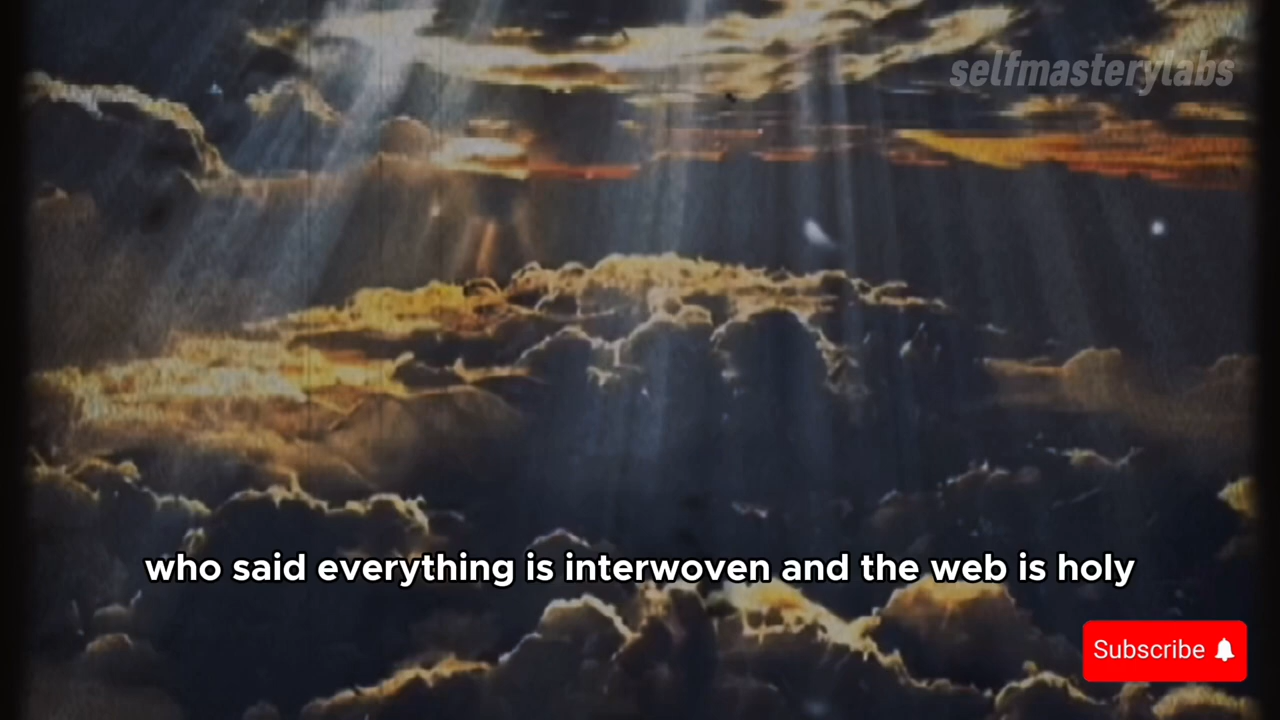 selfmasterylabs
who said everything is interwoven and the web is holy
Subscribe